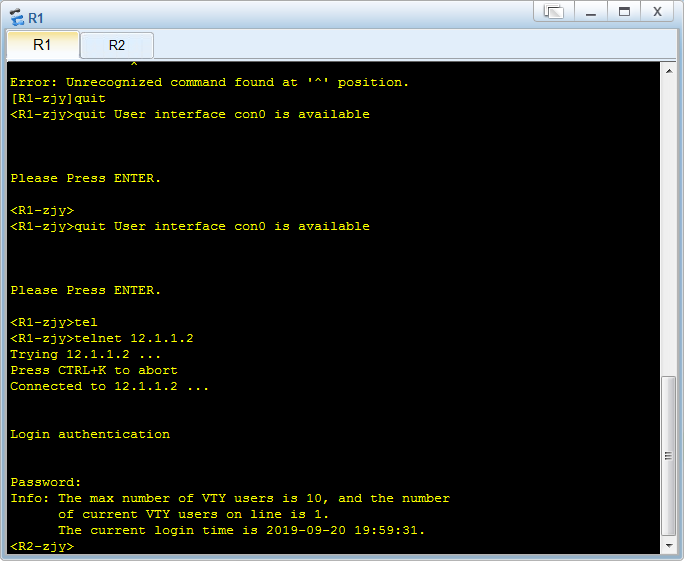 R1
R1
R2
^
Error: Unrecognized command found at '^' position.
[R1-zjy]quit
<R1-zjy>quit User interface con0 is available
Please Press ENTER.
<R1-zjy>
<R1-zjy>quit User interface con0 is available
Please Press ENTER.
<R1-zjy>tel
<R1-zjy>telnet 12.1.1.2
Trying 12.1.1.2 ...
Press CTRL+K to abort
Connected to 12.1.1.2 ...
Login authentication
Password:
Info: The max number of VTY users is 10, and the number
of current VTY users on line is 1.
The current login time is 2019-09-20 19:59:31.
<R2-zjy>